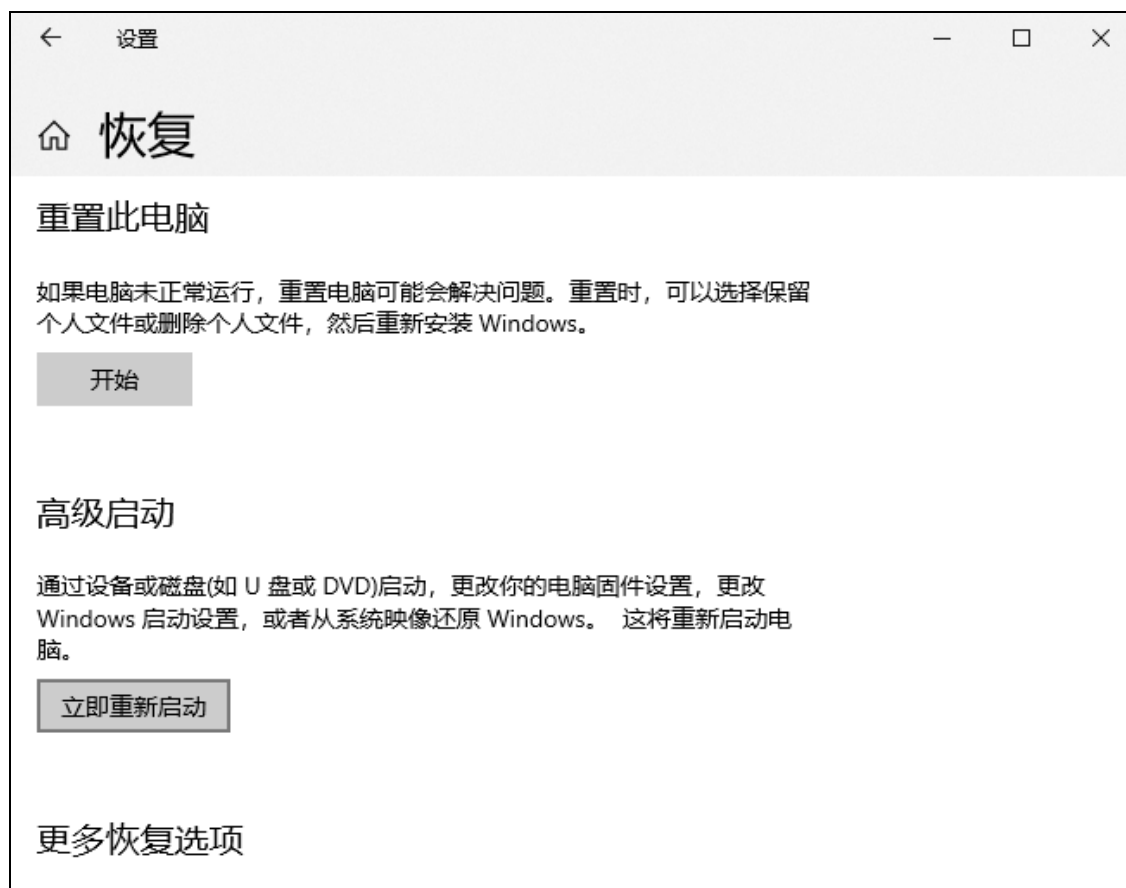 设置
恢复
重置此电脑
如果电脑未正常运行，重置电脑可能会解决问题。重置时，可以选择保留
个人文件或删除个人文件，然后重新安装 Windows。
开始
高级启动
通过设备或磁盘(如 U 盘或 DVD)启动，更改你的电脑固件设置，更改
Windows 启动设置，或者从系统映像还原 Windows。 这将重新启动电
脑。
立即重新启动
更多恢复选项